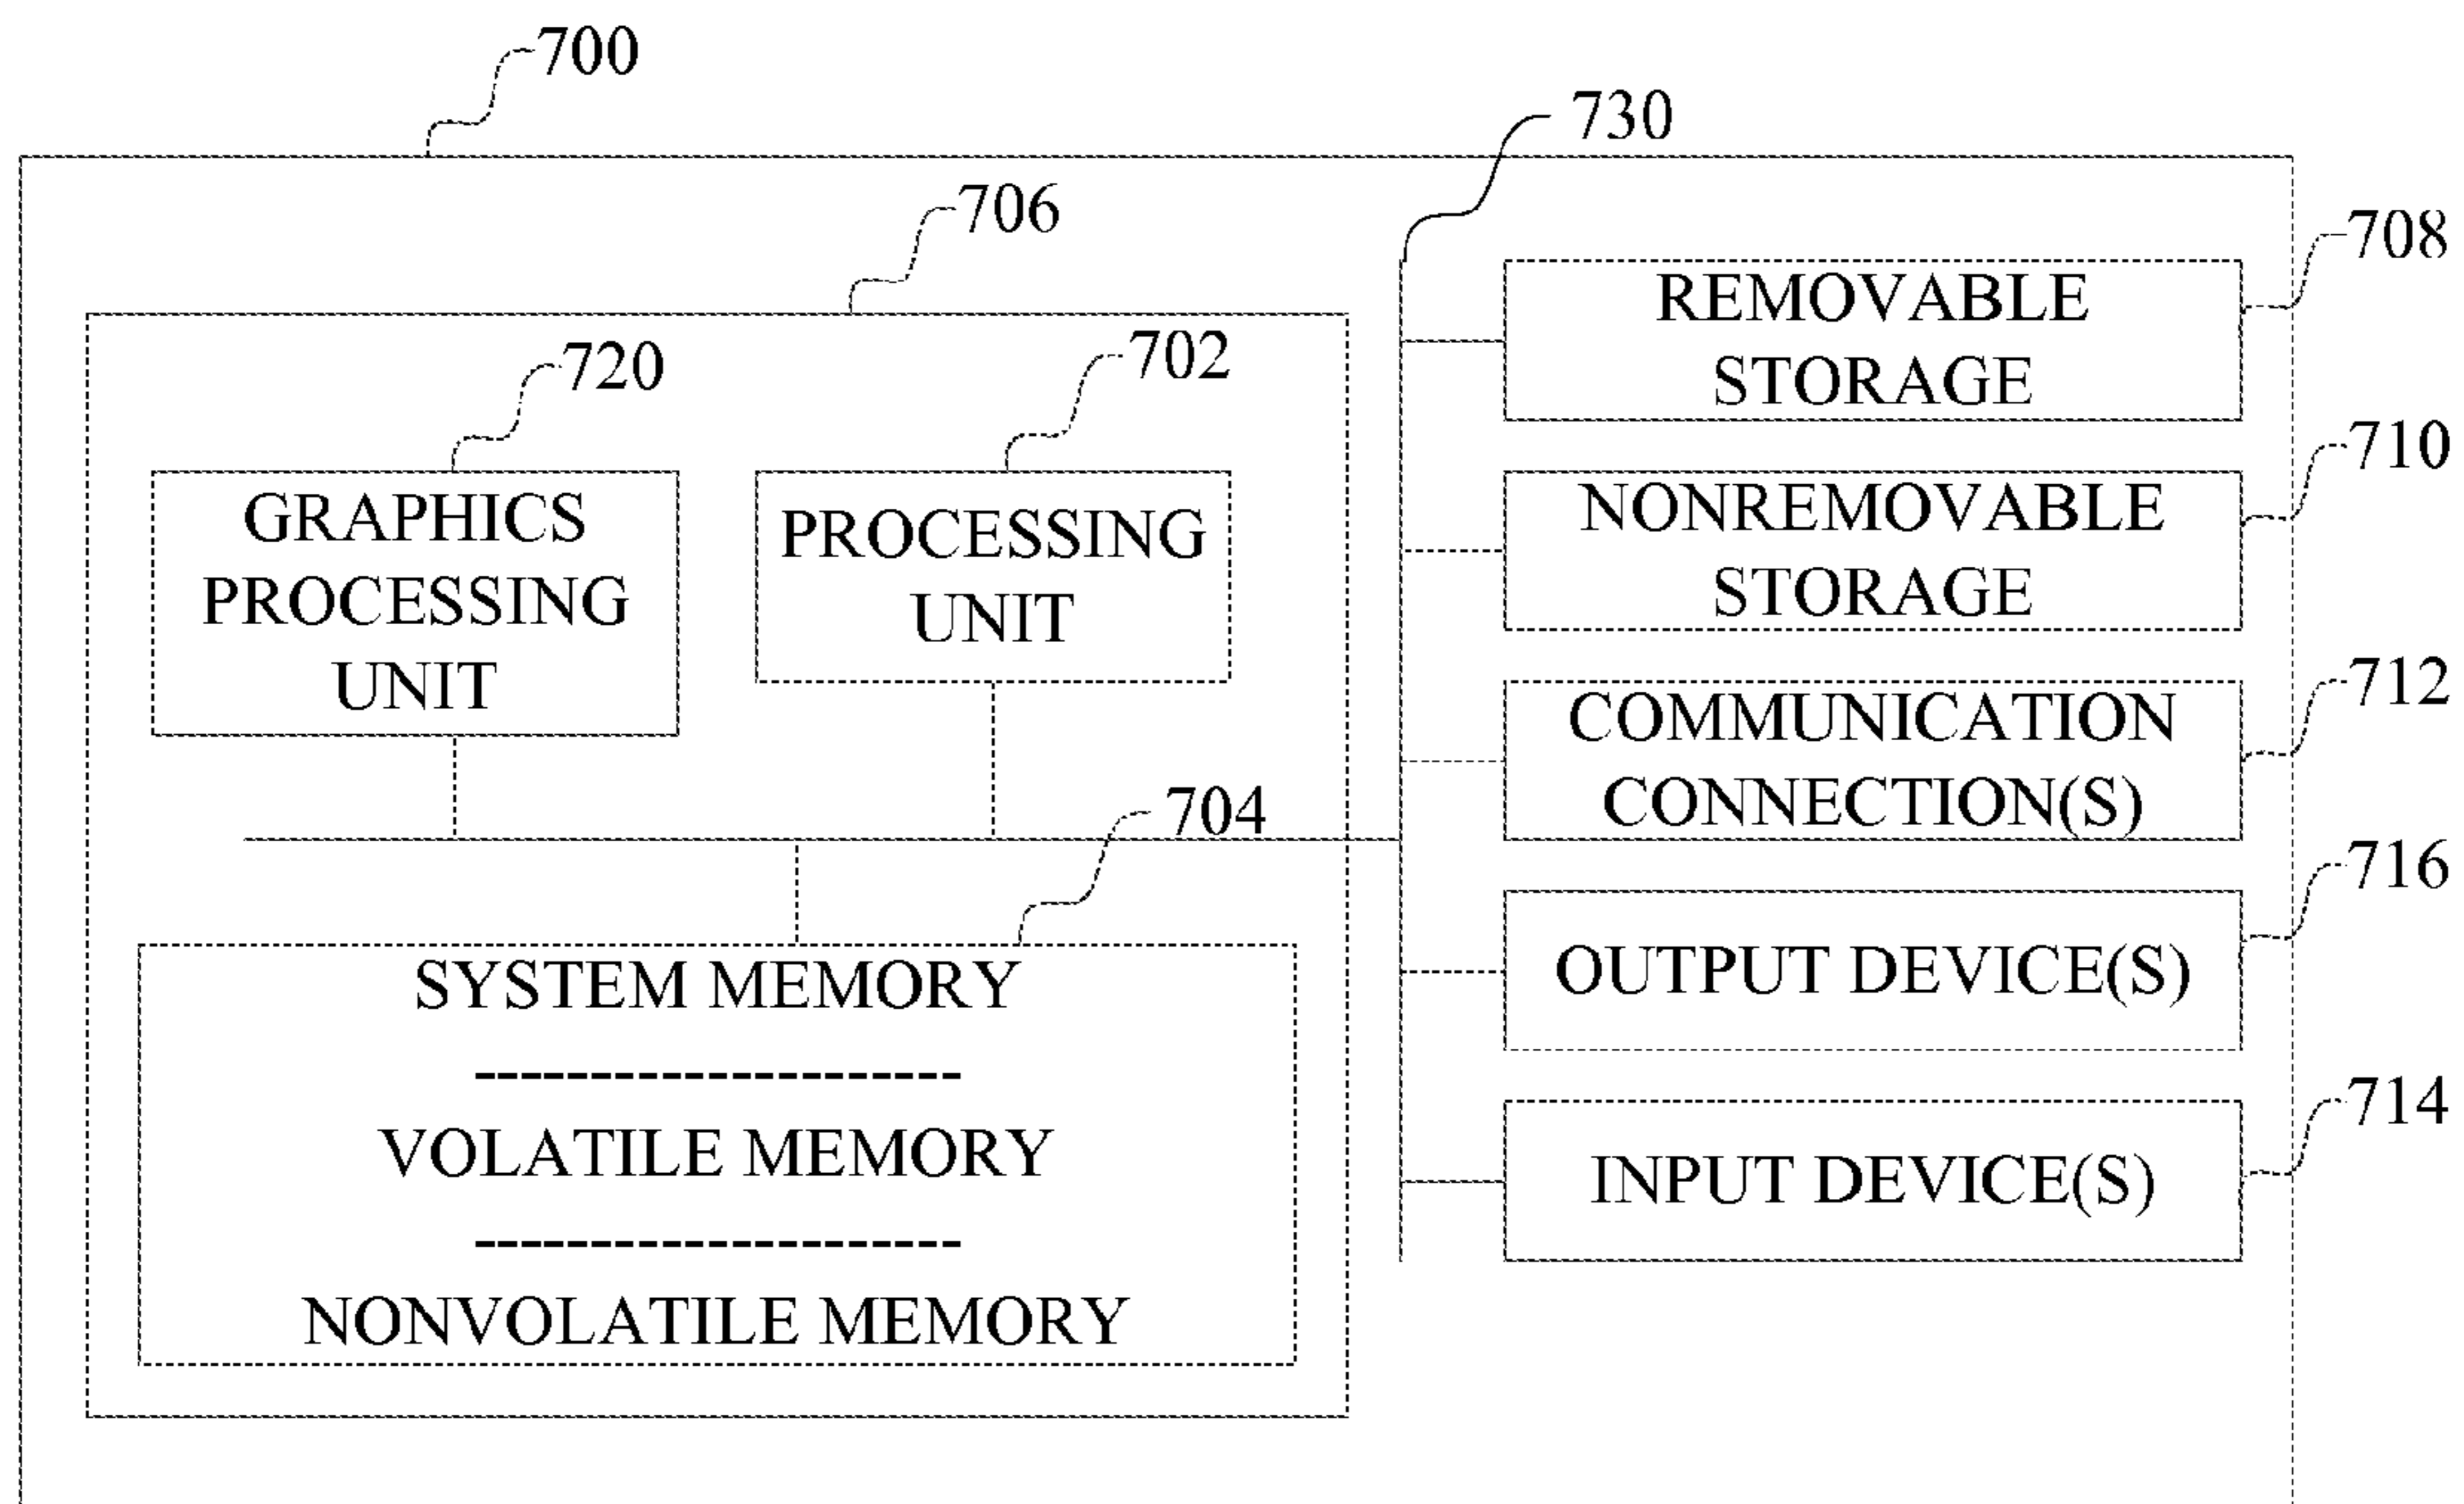 700
730
706
708
720
702
REMOVABLE
STORAGE
710
GRAPHICS
PROCESSING
UNIT
PROCESSING
UNIT
NONREMOVABLE
STORAGE
712
COMMUNICATION
CONNECTION(S)
704
716
SYSTEM MEMORY
OUTPUT DEVICE(S)
---------------------
714
VOLATILE MEMORY
INPUT DEVICE(S)
---------------------
NONVOLATILE MEMORY